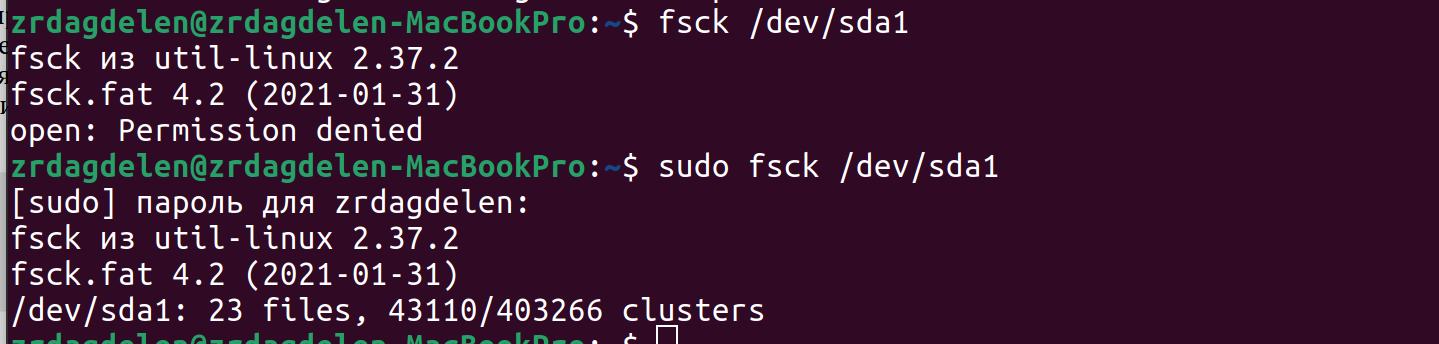 zrdagdelen@zrdagdelen-MacBookPro:~$ fsck /dev/sda1
fsck из util-linux 2.37.2
fsck.fat 4.2 (2021-01-31)
open: Permission denied
zrdagdelen@zrdagdelen-MacBookPro:~$ sudo fsck /dev/sda1
[sudo] пароль для zrdagdelen:
fsck из util-linux 2.37.2
fsck.fat 4.2 (2021-01-31)
/dev/sda1: 23 files, 43110/403266 clusters
zrdagdelen@zrdagdelen-MacBookPro:~$